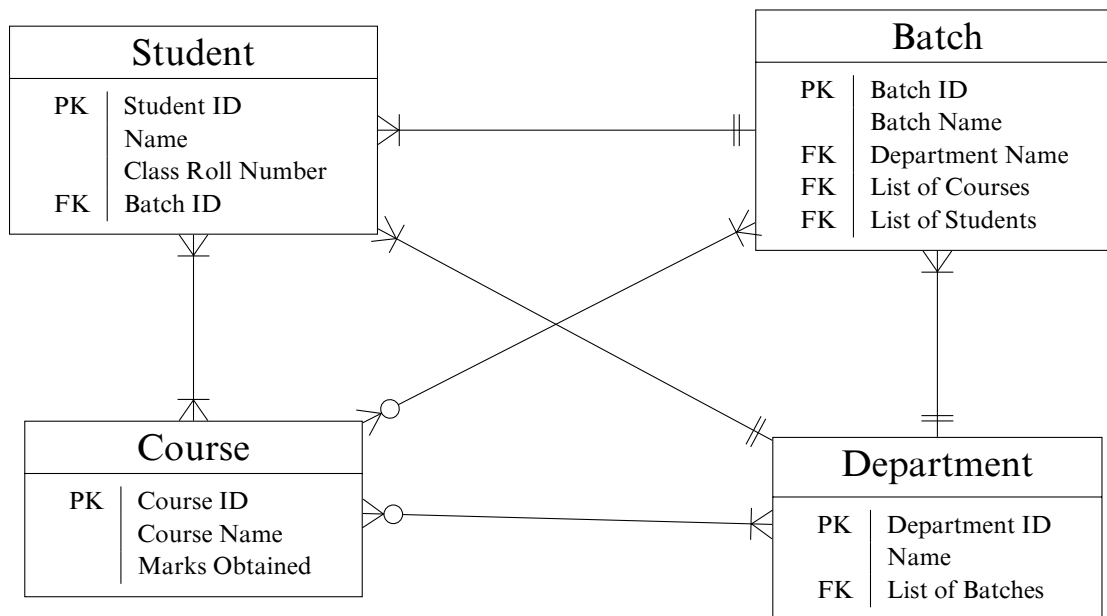 Student
PK Student ID
Name
Class Roll Number
FK Batch ID
Batch
PK Batch ID
Batch Name
FK Department Name
FK List of Courses
FK List of Students
Course
PK Course ID
Course Name
Marks Obtained
Department
PK Department ID
Name
FK List of Batches